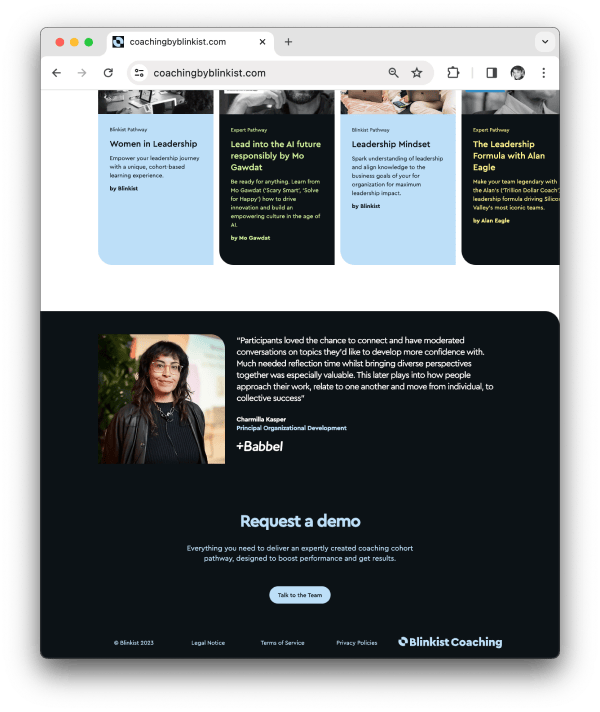 coachingbyblinkist.com
coachingbyblinkist.com
Blinkist Pathway
Women in Leadership
Empower your leadership journey
with a unique, cohort-based
learning experience.
by Blinkist
Expert Pathway
Lead into the AI future
responsibly by Mo
Gawdat
Be ready for anything. Learn from
Mo Gawdat ('Scary Smart', 'Solve
for Happy') how to drive
innovation and build an
empowering culture in the age of
AI.
by Mo Gawdat
Blinkist Pathway
Leadership Mindset
Spark understanding of leadership
and align knowledge to the
business goals of your for
organization for maximum
leadership impact.
by Blinkist
Expert Pathway
The Leadership
Formula with Alan
Eagle
Make your team legendary with
the Alan's ('Trillion Dollar Coach'
leadership formula driving Silico
Valley's most iconic teams.
by Alan Eagle
"Participants loved the chance to connect and have moderated
conversations on topics they'd like to develop more confidence with.
Much needed reflection time whilst bringing diverse perspectives
together was especially valuable. This later plays into how people
approach their work, relate to one another and move from individual, to
collective success"
Charmilla Kasper
Principal Organizational Development
+Babbel
Request a demo
Everything you need to deliver an expertly created coaching cohort
pathway, designed to boost performance and get results.
Talk to the Team
© Blinkist 2023
Legal Notice
Terms of Service
Privacy Policies
Blinkist Coaching